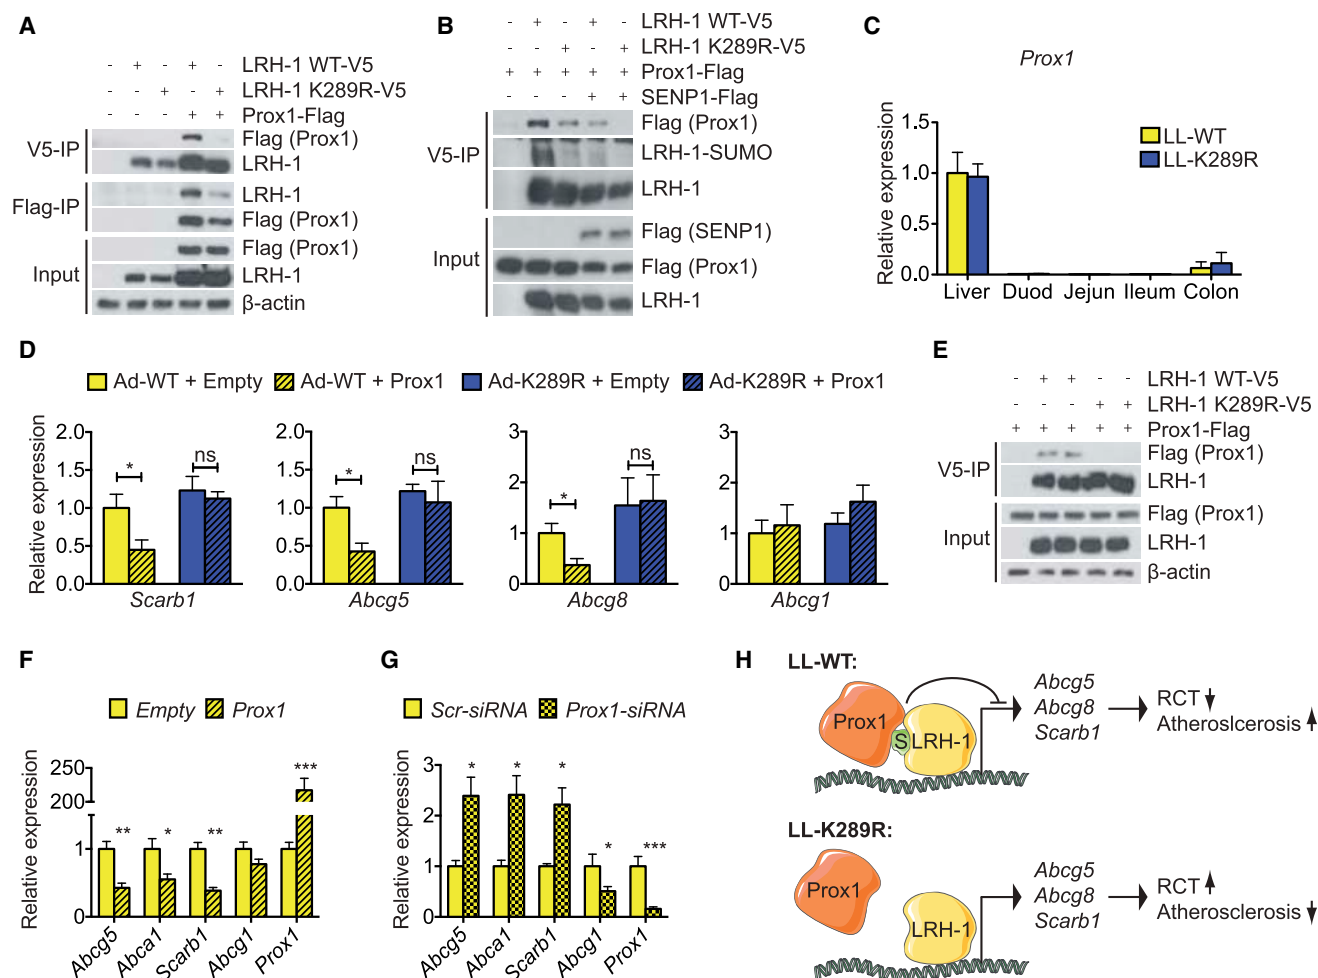 A
- + - + - LRH-1 WT-V5
- - + - + LRH-1 K289R-V5
- - - + + Prox1-Flag
V5-IP
Flag (Prox1)
LRH-1
Flag-IP
LRH-1
Flag (Prox1)
Input
Flag (Prox1)
LRH-1
β-actin
B
- + - + - LRH-1 WT-V5
- - + - + LRH-1 K289R-V5
+ + + + + Prox1-Flag
- - - + + SENP1-Flag
V5-IP
Flag (Prox1)
LRH-1-SUMO
LRH-1
Input
Flag (SENP1)
Flag (Prox1)
LRH-1
C
Prox1
Relative expression
1.5
1.0
0.5
0.0
LL-WT
LL-K289R
Liver Duod Jejun Ileum Colon
D
Ad-WT + Empty Ad-WT + Prox1 Ad-K289R + Empty Ad-K289R + Prox1
Relative expression
2.0
1.5
1.0
0.5
0.0
* ns
Scarb1
2.0
1.5
1.0
0.5
0.0
* ns
Abcg5
3
2
1
0
* ns
Abcg8
3
2
1
0
Abcg1
E
- + + - - LRH-1 WT-V5
- - - + + LRH-1 K289R-V5
+ + + + + Prox1-Flag
V5-IP
Flag (Prox1)
LRH-1
Input
Flag (Prox1)
LRH-1
β-actin
F
Empty Prox1
Relative expression
250
200
1
0
** * ** ***
Abcg5 Abca1 Scarb1 Abcg1 Prox1
G
Scr-siRNA Prox1-siRNA
Relative expression
3
2
1
0
* * * * ***
Abcg5 Abca1 Scarb1 Abcg1 Prox1
H
LL-WT:
Prox1
S
LRH-1
Abcg5
Abcg8
Scarb1
RCT
Atheroslcerosis
LL-K289R:
Prox1
LRH-1
Abcg5
Abcg8
Scarb1
RCT
Atherosclerosis